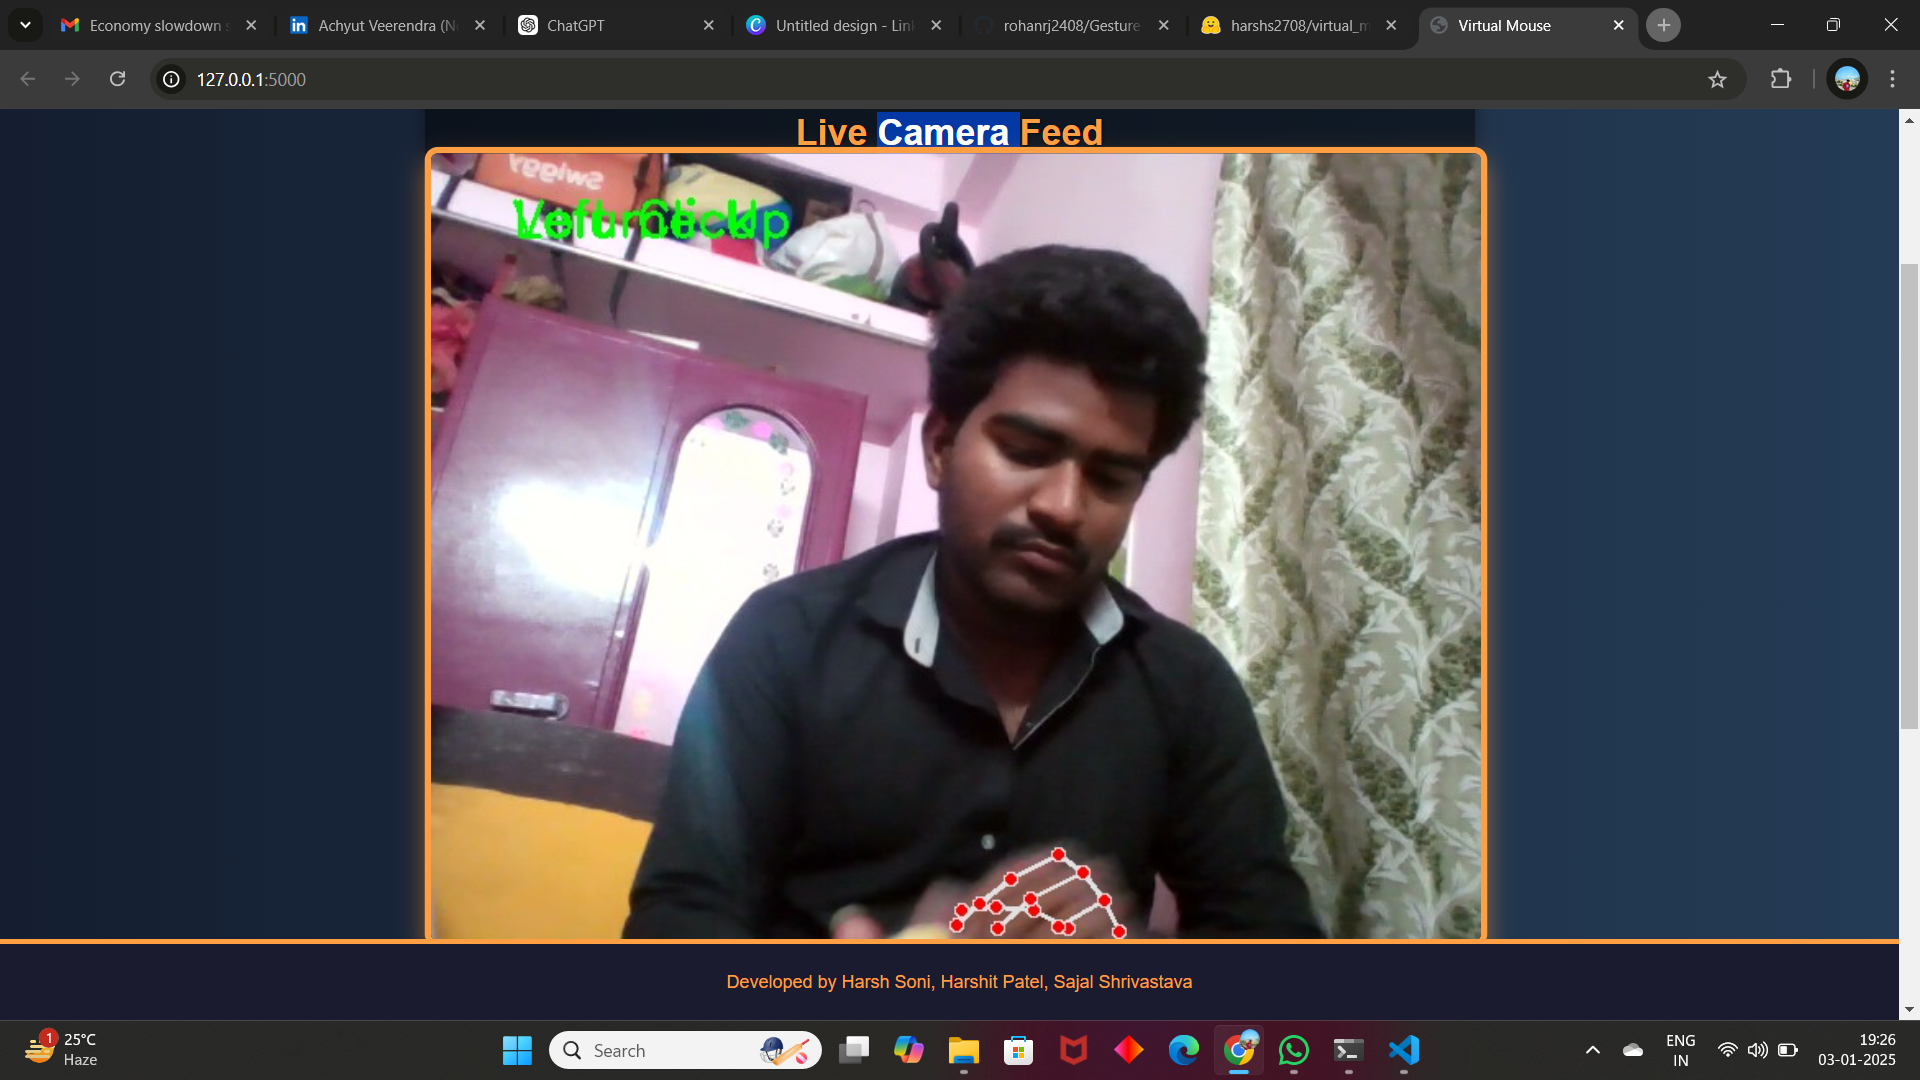 Economy slowdown s
Achyut Veerendra (N
ChatGPT
Untitled design - Lin
rohanrj2408/Gesture
harshs2708/virtual_m
Virtual Mouse
127.0.0.1:5000
Live Camera Feed
Swiggy
Developed by Harsh Soni, Harshit Patel, Sajal Shrivastava
1
25°C
Haze
Search
ENG
IN
19:26
03-01-2025